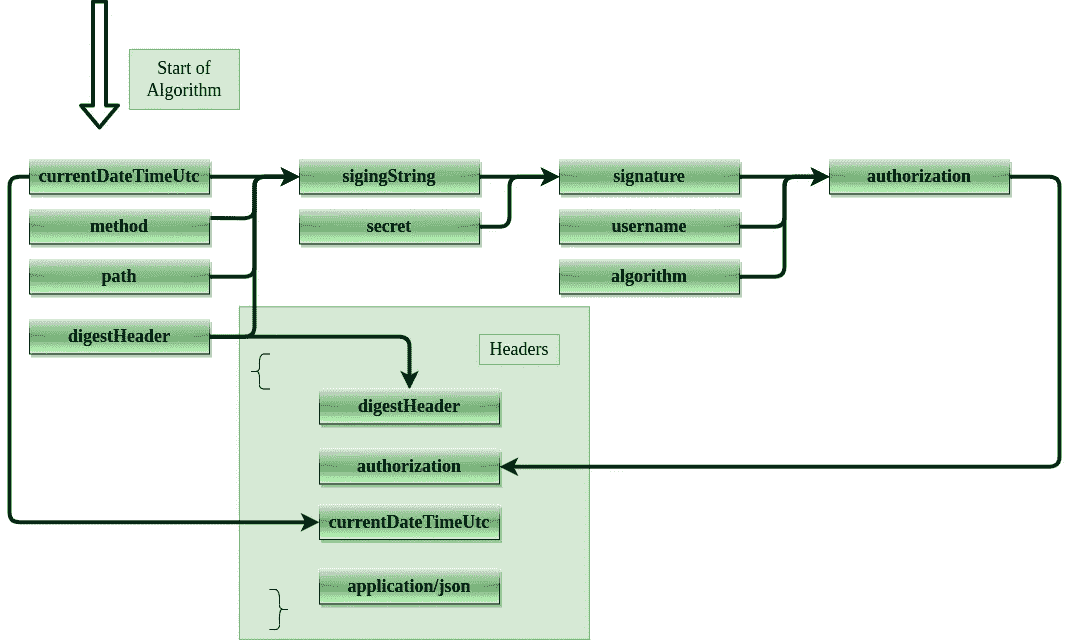 Start of
Algorithm
currentDateTimeUtc
sigingString
signature
authorization
method
secret
username
path
algorithm
digestHeader
Headers
{
digestHeader
authorization
currentDateTimeUtc
application/json
}